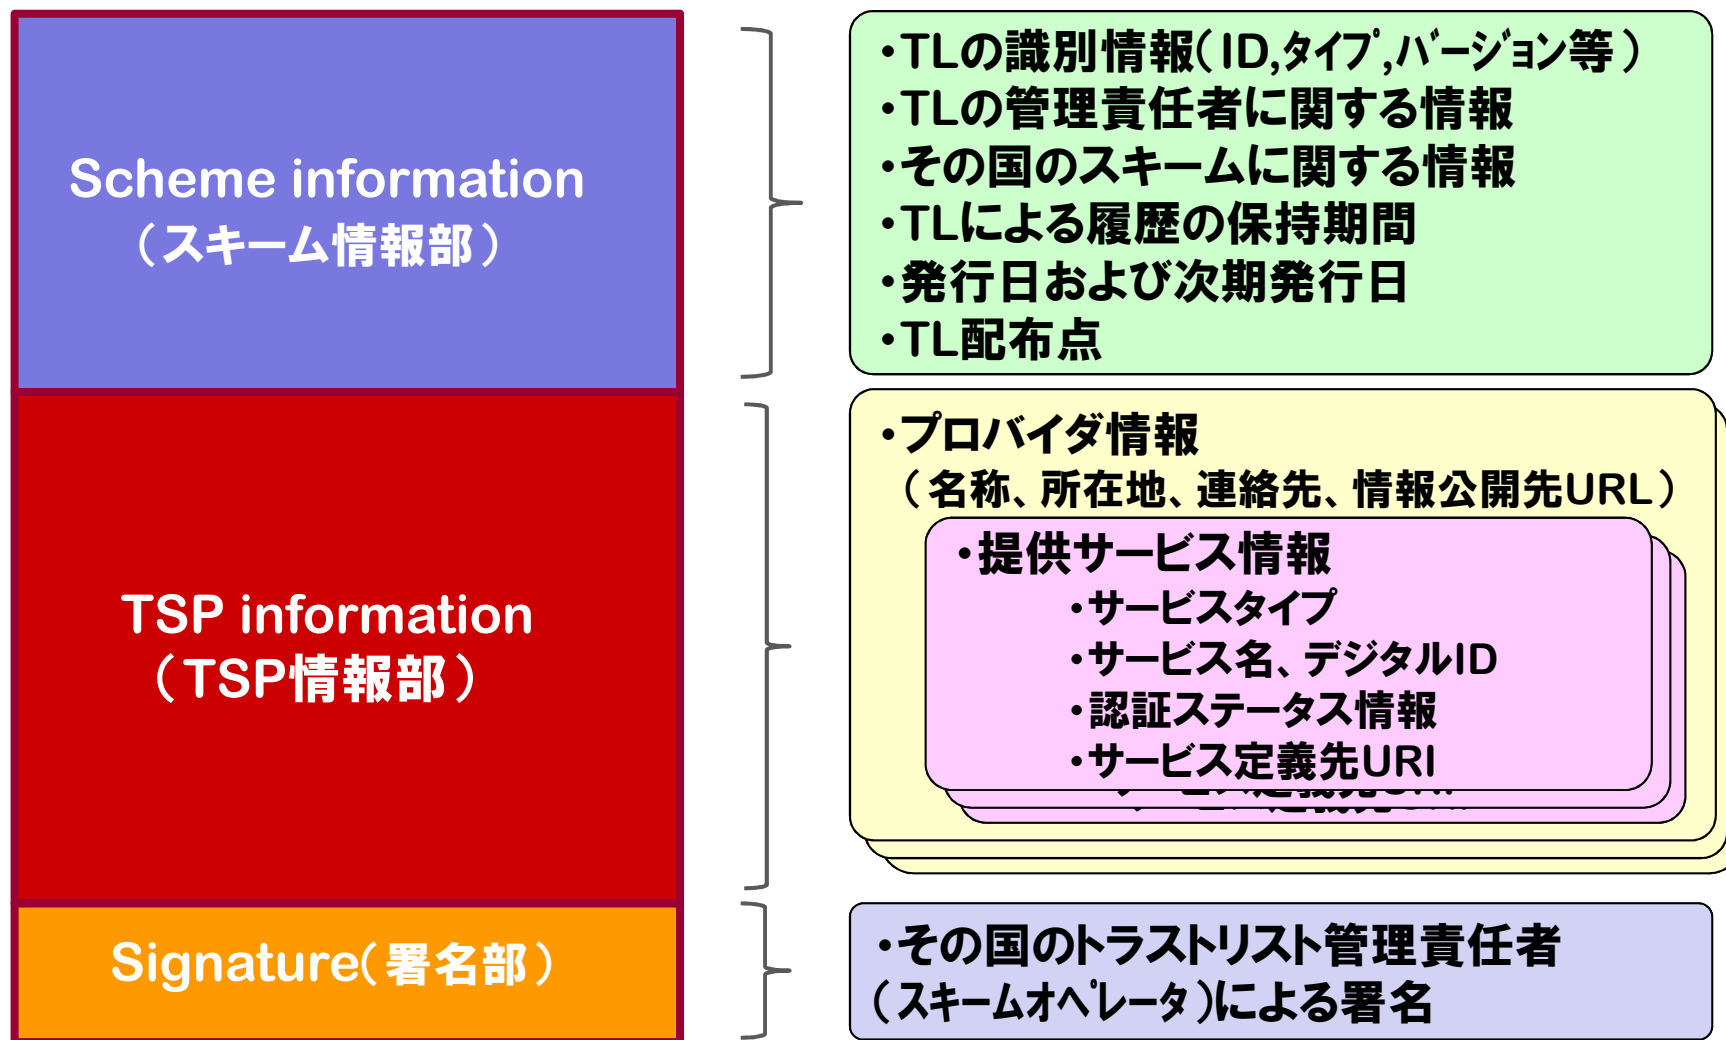 Scheme information
（スキーム情報部）
・TLの識別情報（ID,ﾀｲﾌﾟ,ﾊﾞｰｼﾞｮﾝ等）
・TLの管理責任者に関する情報
・その国のスキームに関する情報
・TLによる履歴の保持期間
・発行日および次期発行日
・TL配布点
TSP information
（TSP情報部）
・プロバイダ情報
（名称、所在地、連絡先、情報公開先URL）
・提供サービス情報
・サービスタイプ
・サービス名、デジタルID
・認証ステータス情報
・サービス定義先URI
Signature（署名部）
・その国のトラストリスト管理責任者
（ｽｷｰﾑｵﾍﾟﾚｰﾀ）による署名